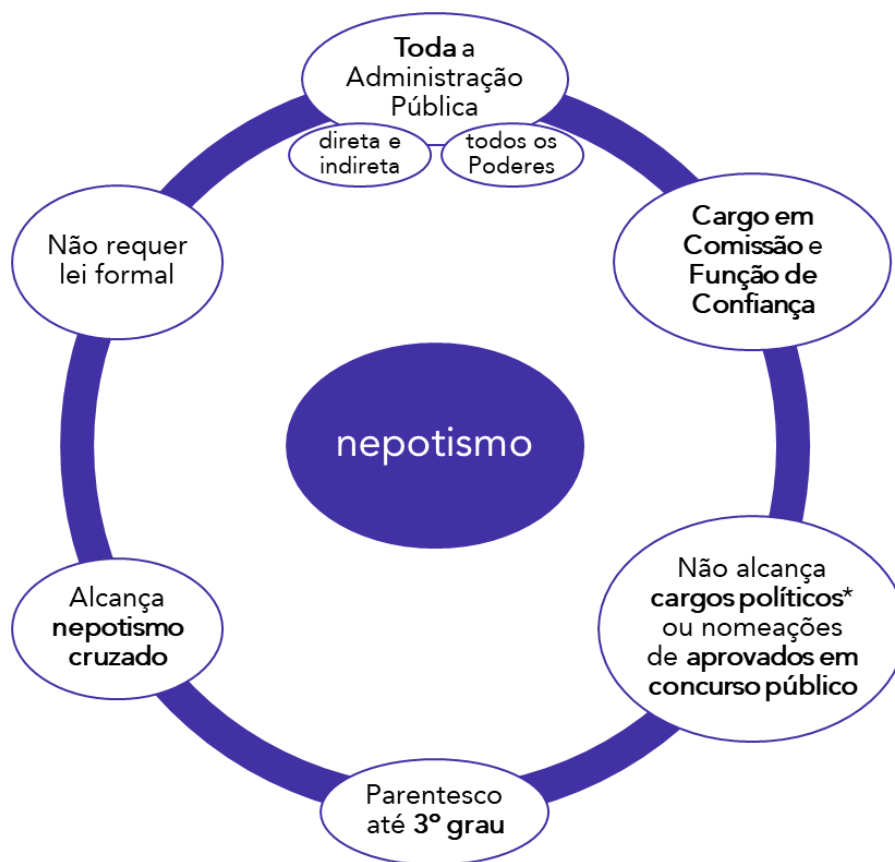 Toda a
Administração
Pública
direta e
indireta
todos os
Poderes
Não requer
lei formal
Cargo em
Comissão e
Função de
Confiança
nepotismo
Alcança
nepotismo
cruzado
Não alcança
cargos políticos*
ou nomeações
de aprovados em
concurso público
Parentesco
até 3º grau